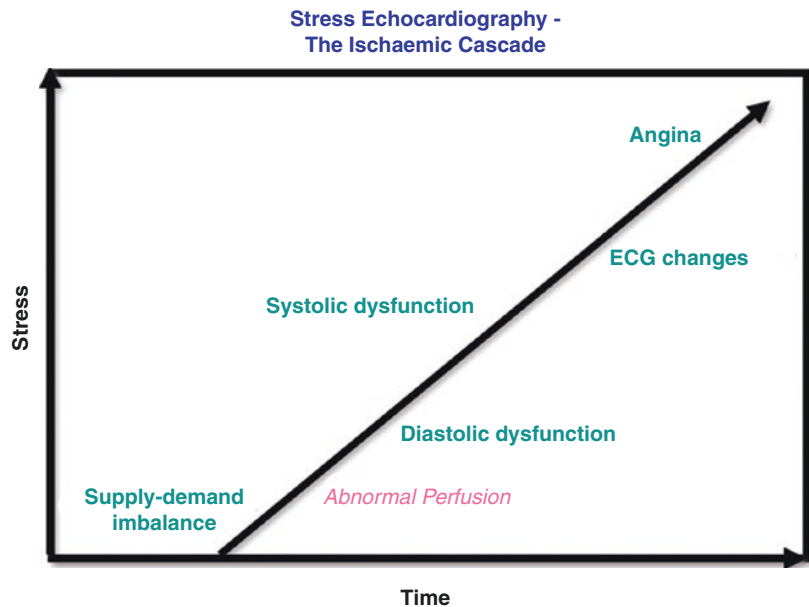 Stress Echocardiography -
The Ischaemic Cascade
Angina
ECG changes
Systolic dysfunction
Stress
Diastolic dysfunction
Supply-demand
imbalance
Abnormal Perfusion
Time